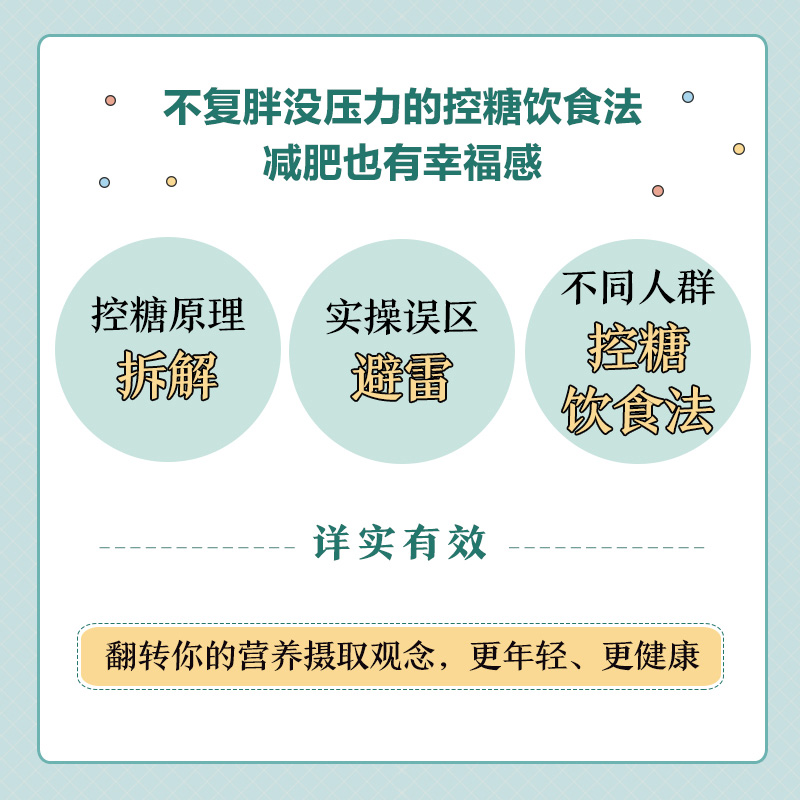 不复胖没压力的控糖饮食法
减肥也有幸福感
控糖原理
拆解
实操误区
避雷
不同人群
控糖
饮食法
详实有效
翻转你的营养摄取观念，更年轻、更健康